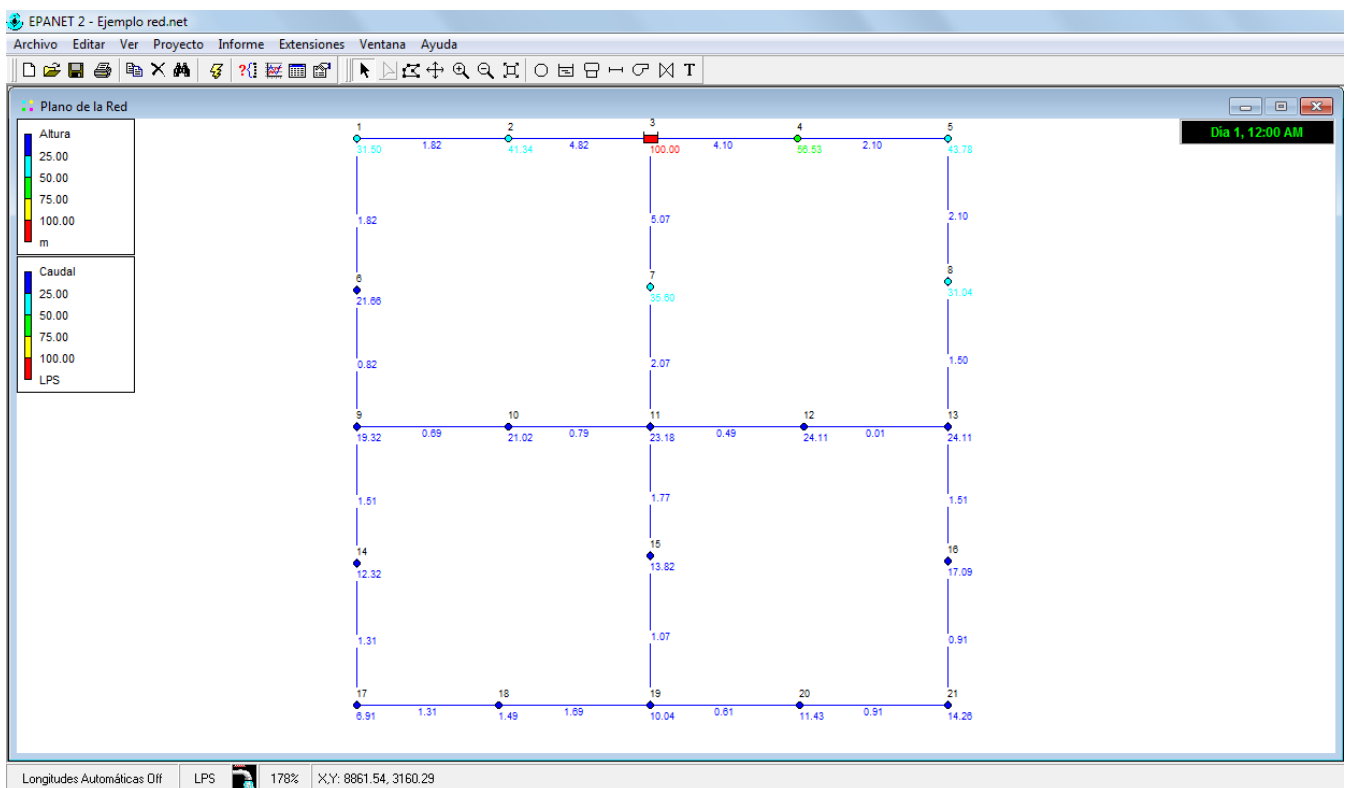 EPANET 2 - Ejemplo red.net
Archivo Editar Ver Proyecto Informe Extensiones Ventana Ayuda
T
Plano de la Red
Altura
25.00
50.00
75.00
100.00
m
Caudal
25.00
50.00
75.00
100.00
LPS
Dia 1, 12:00 AM
1 2 3 4 5
1.82 4.82 4.10 2.10
31.50 41.34 100.00 56.53 43.78
1.82 5.07 2.10
6 7 8
21.66 35.60 31.04
0.82 2.07 1.50
9 10 11 12 13
0.69 0.79 0.49 0.01
19.32 21.02 23.18 24.11 24.11
1.51 1.77 1.51
14 15 16
12.32 13.82 17.09
1.31 1.07 0.91
17 18 19 20 21
1.31 1.69 0.61 0.91
6.91 1.49 10.04 11.43 14.26
Longitudes Automáticas Off LPS 178% X,Y: 8861.54, 3160.29